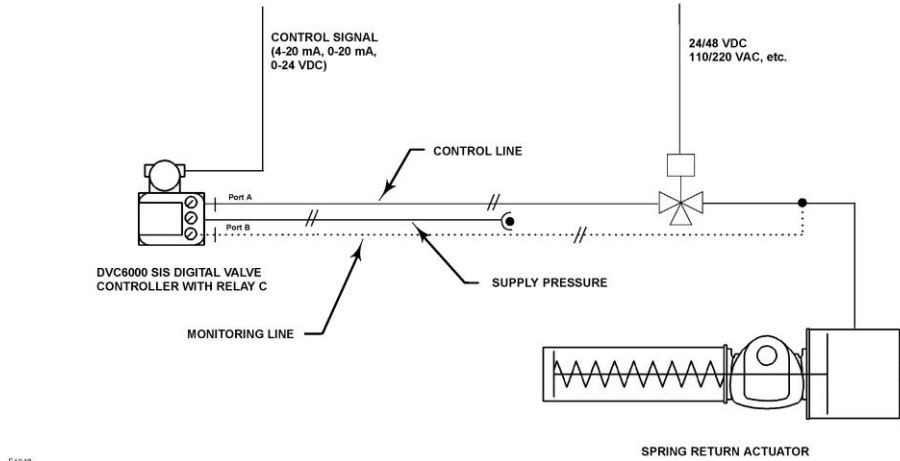 CONTROL SIGNAL
(4-20 mA, 0-20 mA,
0-24 VDC)
24/48 VDC
110/220 VAC, etc.
CONTROL LINE
Port A
Port B
DVC6000 SIS DIGITAL VALVE
CONTROLLER WITH RELAY C
SUPPLY PRESSURE
MONITORING LINE
SPRING RETURN ACTUATOR